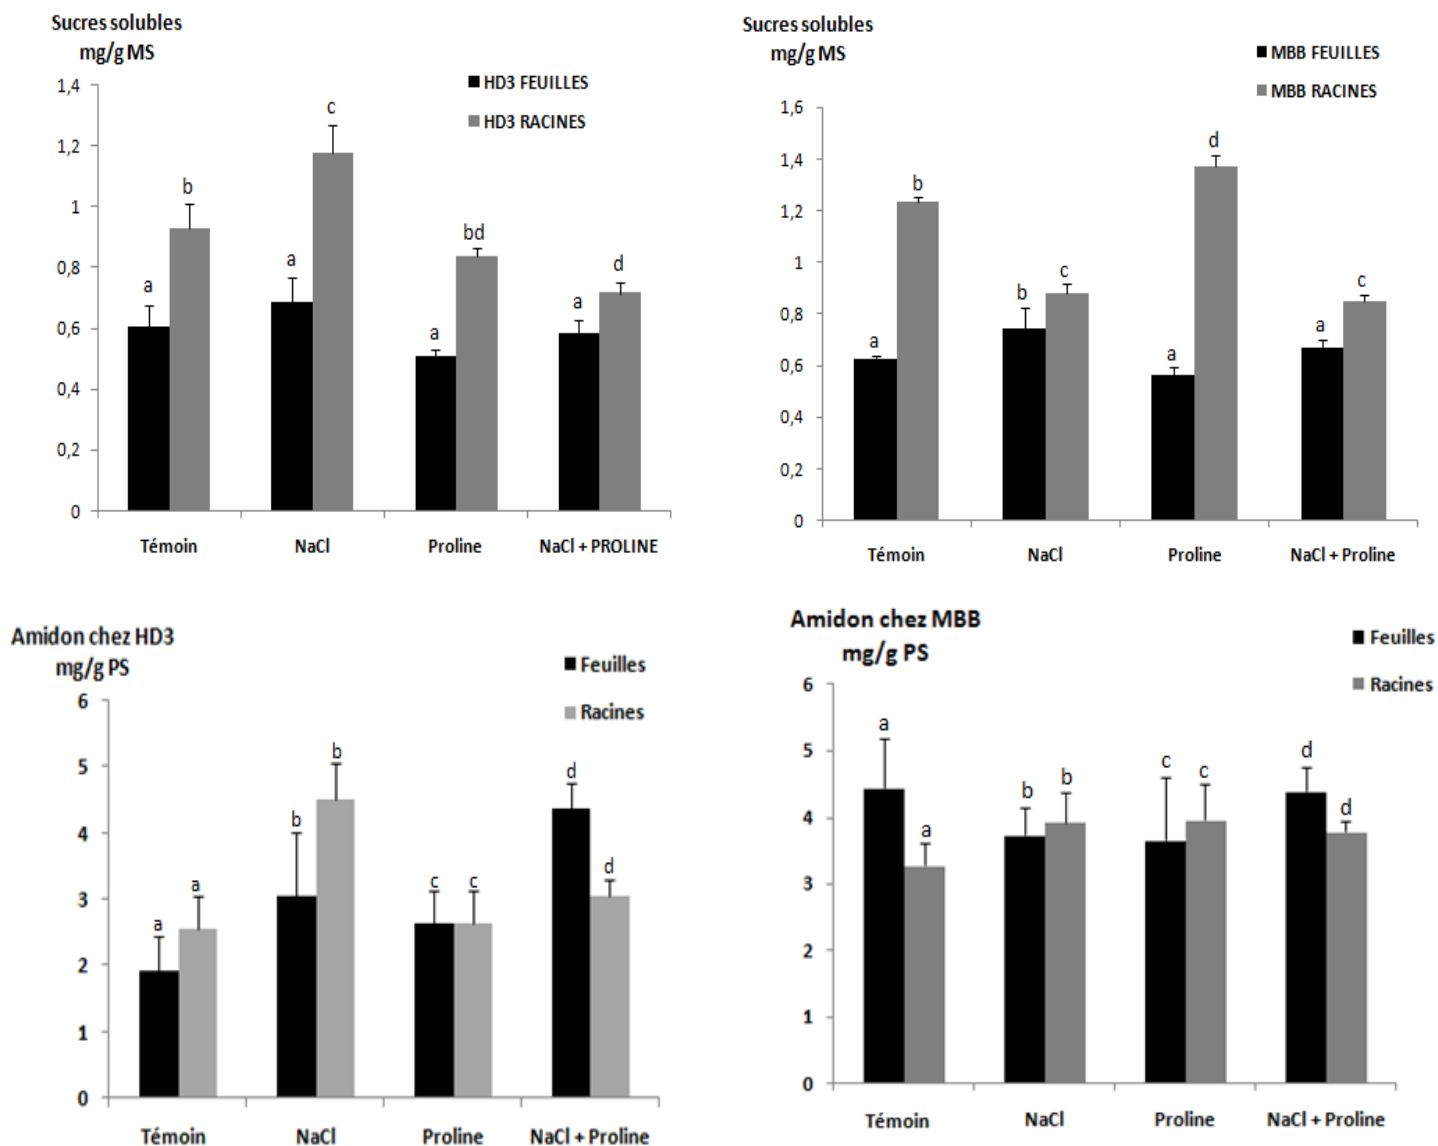 Sucres solubles
mg/g MS
HD3 FEUILLES
HD3 RACINES
1,4
1,2
1
0,8
0,6
0,4
0,2
0
a
b
a
c
a
bd
a
d
Témoin
NaCl
Proline
NaCl + PROLINE
Sucres solubles
mg/g MS
MBB FEUILLES
MBB RACINES
1,6
1,4
1,2
1
0,8
0,6
0,4
0,2
0
a
b
b
c
a
d
a
c
Témoin
NaCl
Proline
NaCl + Proline
Amidon chez HD3
mg/g PS
Feuilles
Racines
6
5
4
3
2
1
0
a
a
b
b
c
c
d
d
Témoin
NaCl
Proline
NaCl + Proline
Amidon chez MBB
mg/g PS
Feuilles
Racines
6
5
4
3
2
1
0
a
a
b
b
c
c
d
d
Témoin
NaCl
Proline
NaCl + Proline